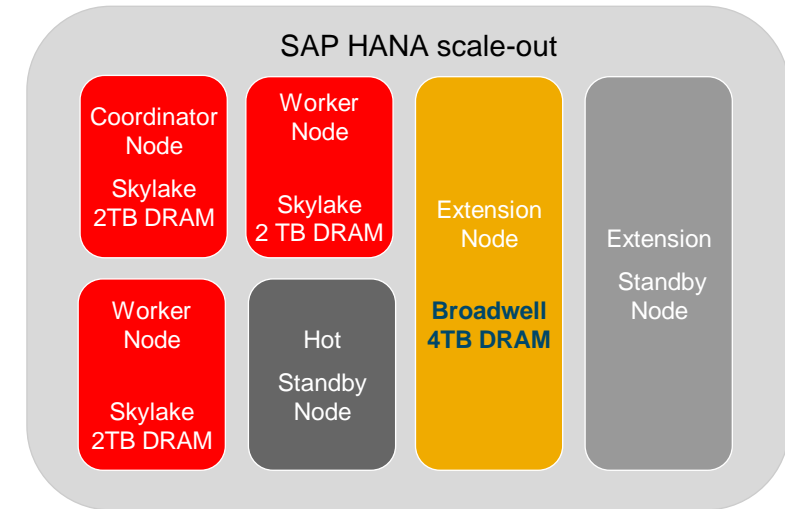 SAP HANA scale-out
Coordinator
Node
Skylake
2TB DRAM
Worker
Node
Skylake
2 TB DRAM
Extension
Node
Broadwell
4TB DRAM
Extension
Standby
Node
Worker
Node
Skylake
2TB DRAM
Hot
Standby
Node